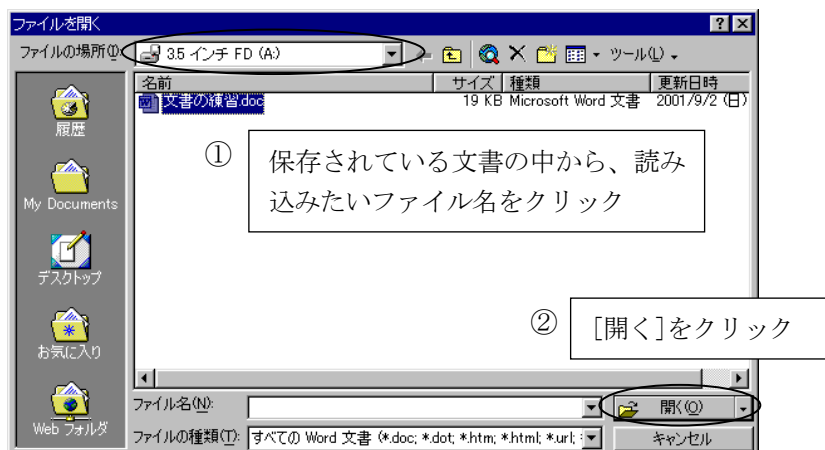 ファイルを開く
ファイルの場所(I):
3.5 インチ FD (A:)
ツール(L)
名前 サイズ 種類 更新日時
文書の練習.doc 19 KB Microsoft Word 文書 2001/9/2 (日)
履歴
My Documents
デスクトップ
お気に入り
Web フォルダ
① 保存されている文書の中から、読み
込みたいファイル名をクリック
② [開く]をクリック
ファイル名(N):
開く(O)
ファイルの種類(T): すべての Word 文書 (*.doc; *.dot; *.htm; *.html; *.url;
キャンセル